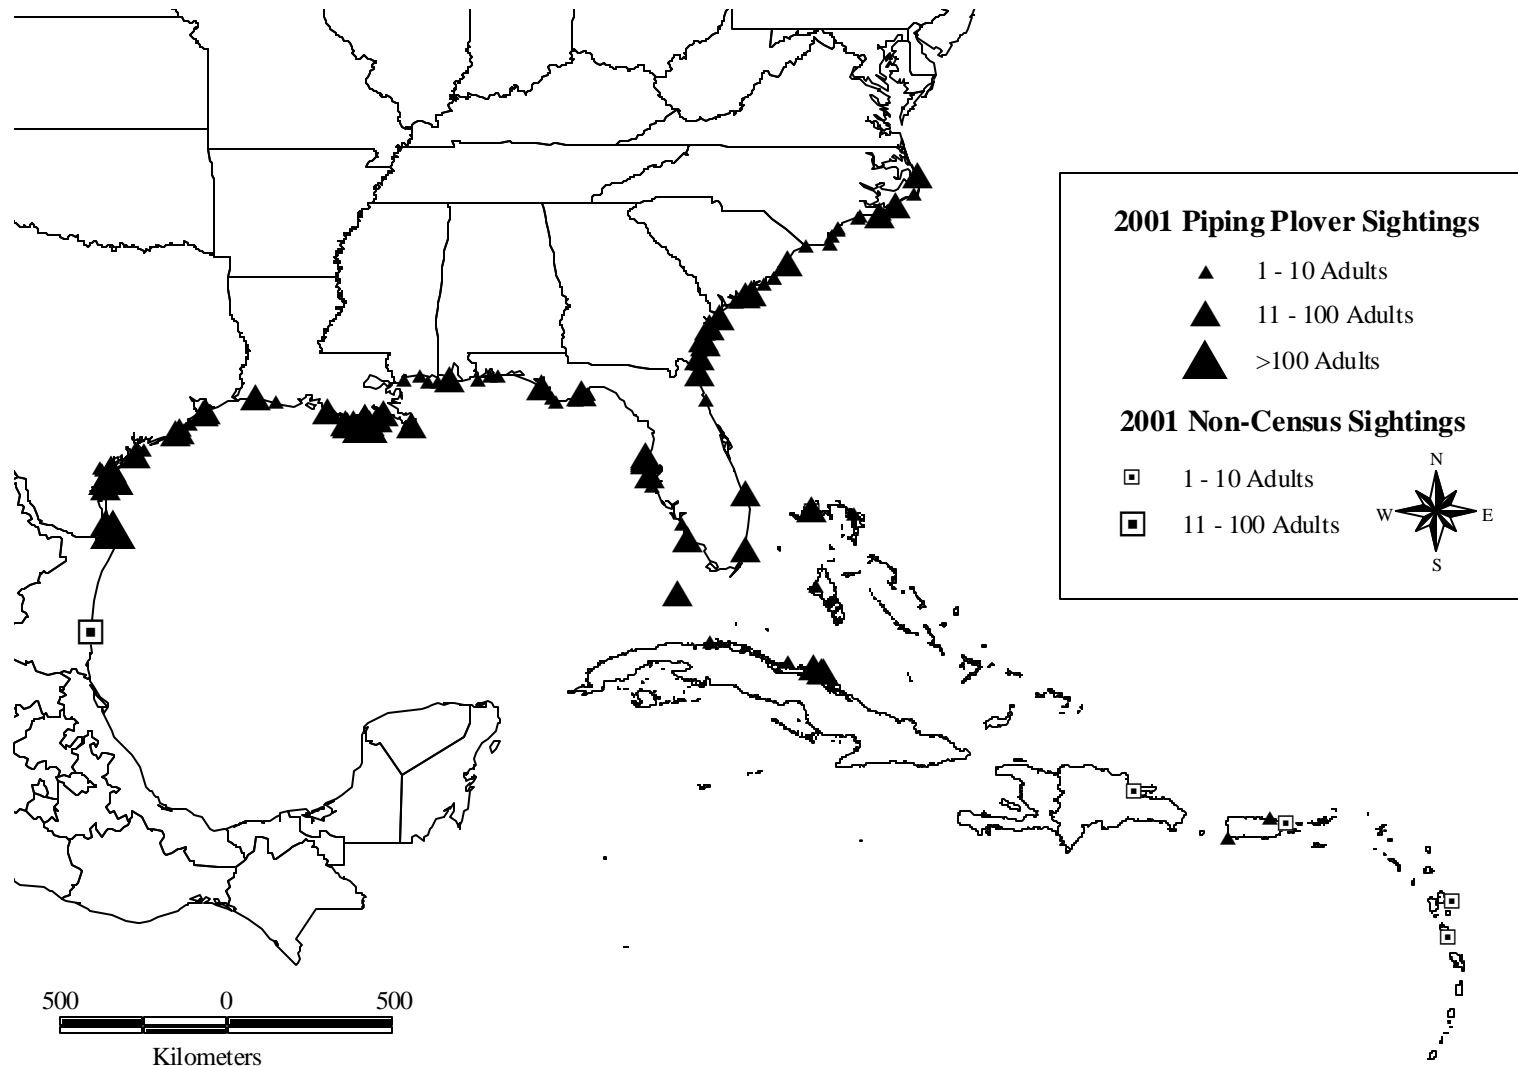 2001 Piping Plover Sightings
1 - 10 Adults
11 - 100 Adults
>100 Adults
2001 Non-Census Sightings
1 - 10 Adults
11 - 100 Adults
N
W E
S
500 0 500
Kilometers